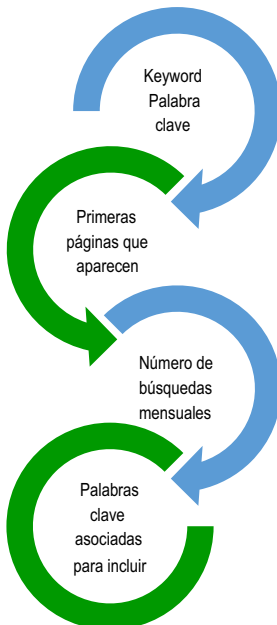 Keyword
Palabra
clave
Primeras
páginas que
aparecen
Número de
búsquedas
mensuales
Palabras
clave
asociadas
para incluir